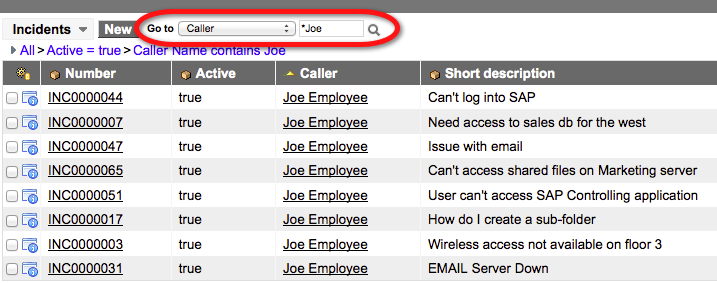 Incidents New Go to Caller *Joe
All > Active = true > Caller Name contains Joe
Number Active Caller Short description
INC0000044 true Joe Employee Can't log into SAP
INC0000007 true Joe Employee Need access to sales db for the west
INC0000047 true Joe Employee Issue with email
INC0000065 true Joe Employee Can't access shared files on Marketing server
INC0000051 true Joe Employee User can't access SAP Controlling application
INC0000017 true Joe Employee How do I create a sub-folder
INC0000003 true Joe Employee Wireless access not available on floor 3
INC0000031 true Joe Employee EMAIL Server Down